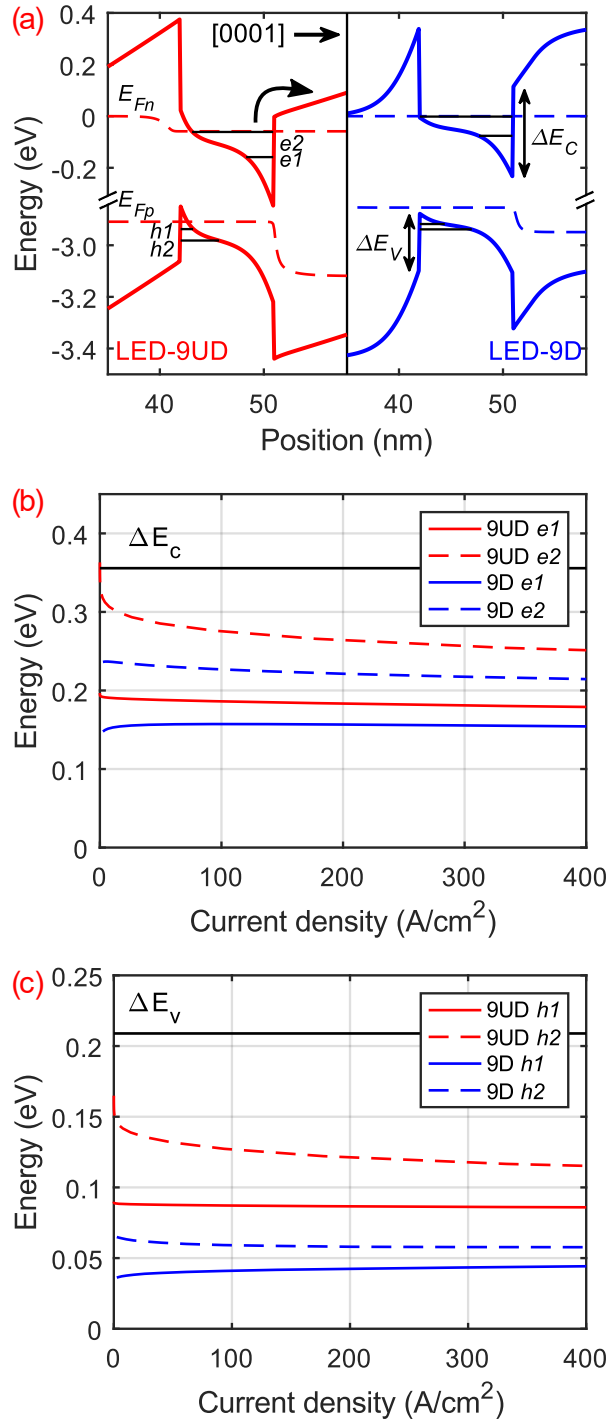 (a)
Energy (eV)
0.4
0.2
0
-0.2
-3.0
-3.2
-3.4
[0001]
E_Fn
e2
e1
E_Fp
h1
h2
ΔE_C
ΔE_V
LED-9UD
LED-9D
40 50 40 50
Position (nm)
(b)
Energy (eV)
0.4
0.3
0.2
0.1
0
ΔE_c
9UD e1
9UD e2
9D e1
9D e2
0 100 200 300 400
Current density (A/cm²)
(c)
Energy (eV)
0.25
0.2
0.15
0.1
0.05
0
ΔE_v
9UD h1
9UD h2
9D h1
9D h2
0 100 200 300 400
Current density (A/cm²)